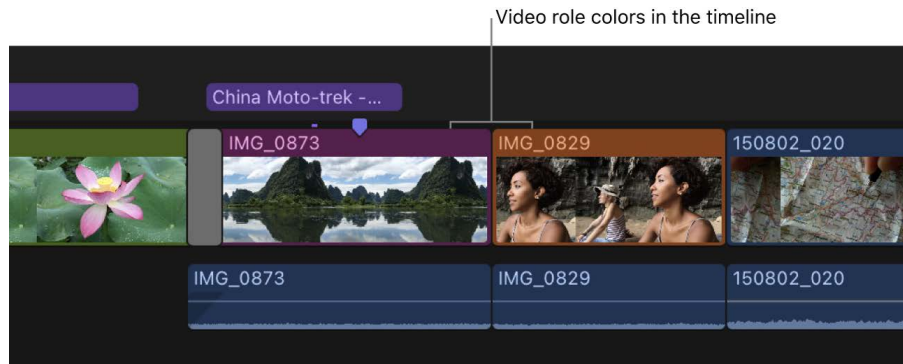 Video role colors in the timeline
China Moto-trek -...
IMG_0873
IMG_0829
150802_020
IMG_0873
IMG_0829
150802_020